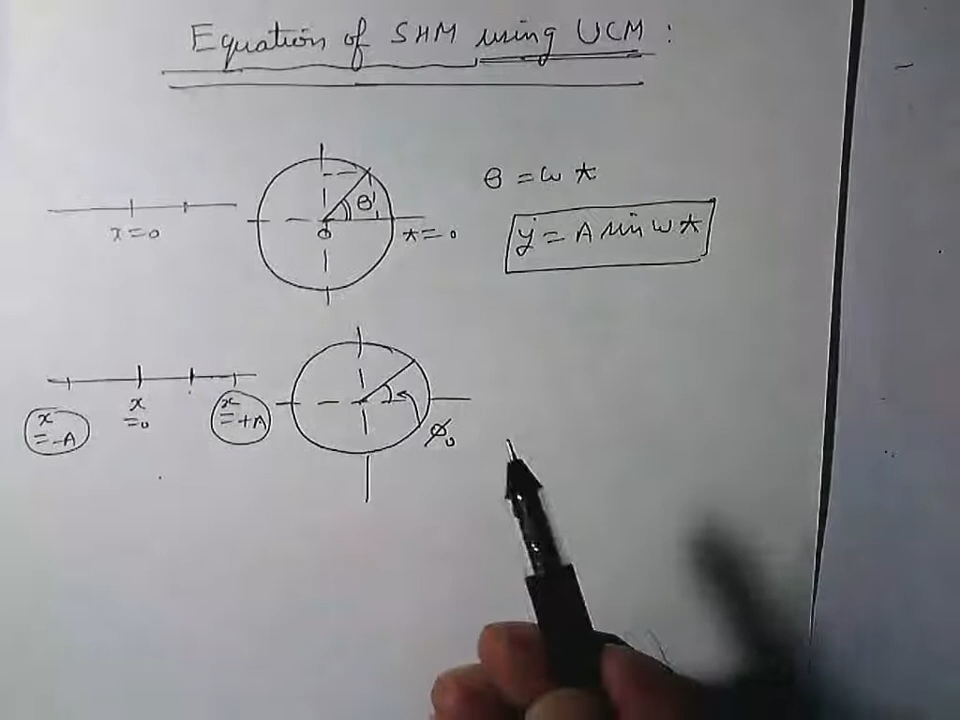 Equation of SHM using UCM :
θ = ω t
x = 0
θ
O
t = 0
y = A sin ω t
x = -A
x = 0
x = +A
ϕ₀